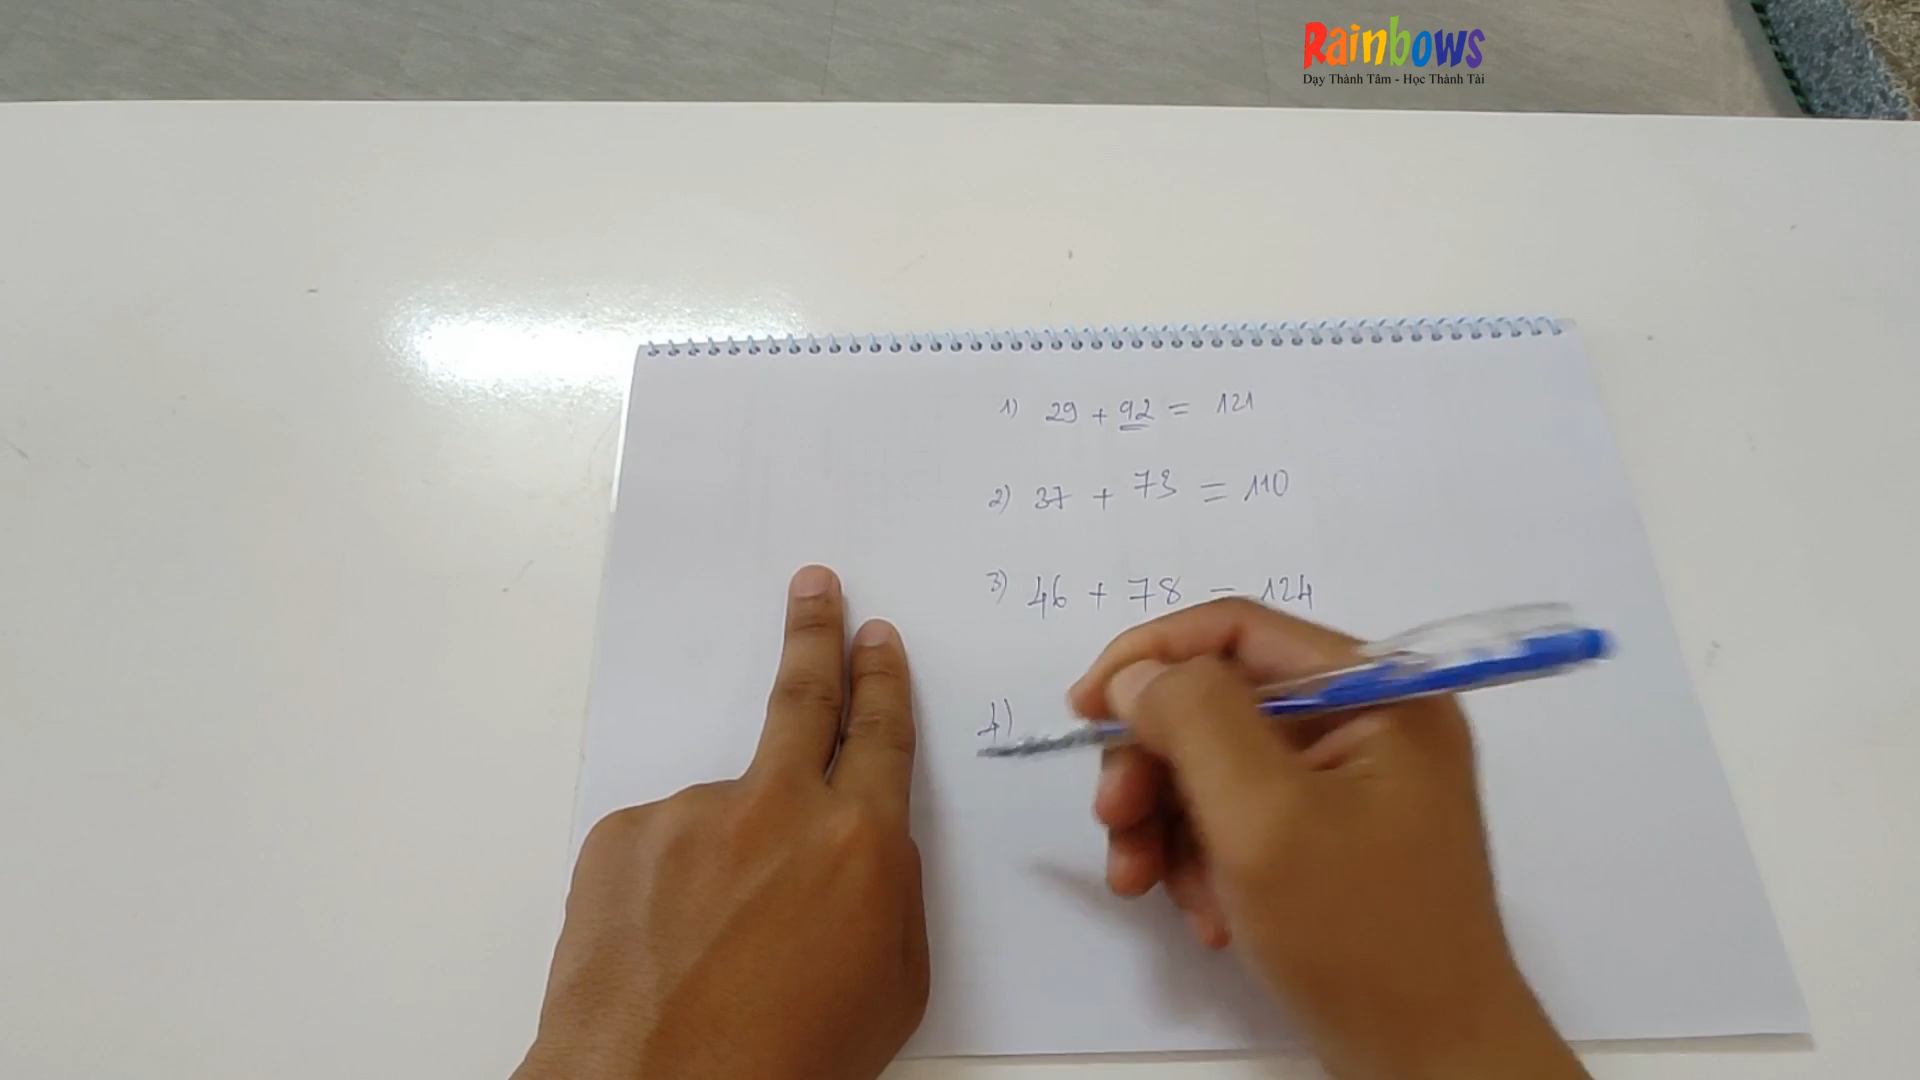 Rainbows
Dạy Thành Tâm - Học Thành Tài
1) 29 + 92 = 121
2) 37 + 73 = 110
3) 46 + 78 = 124
4)